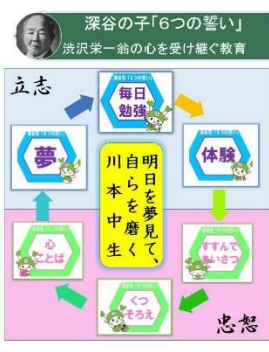 深谷の子「6つの誓い」
渋沢栄一翁の心を受け継ぐ教育
立志
毎日
勉強
夢
体験
明日を夢見て、
自らを磨く
川本中生
心
ことば
すすんで
あいさつ
くつ
そろえ
忠恕